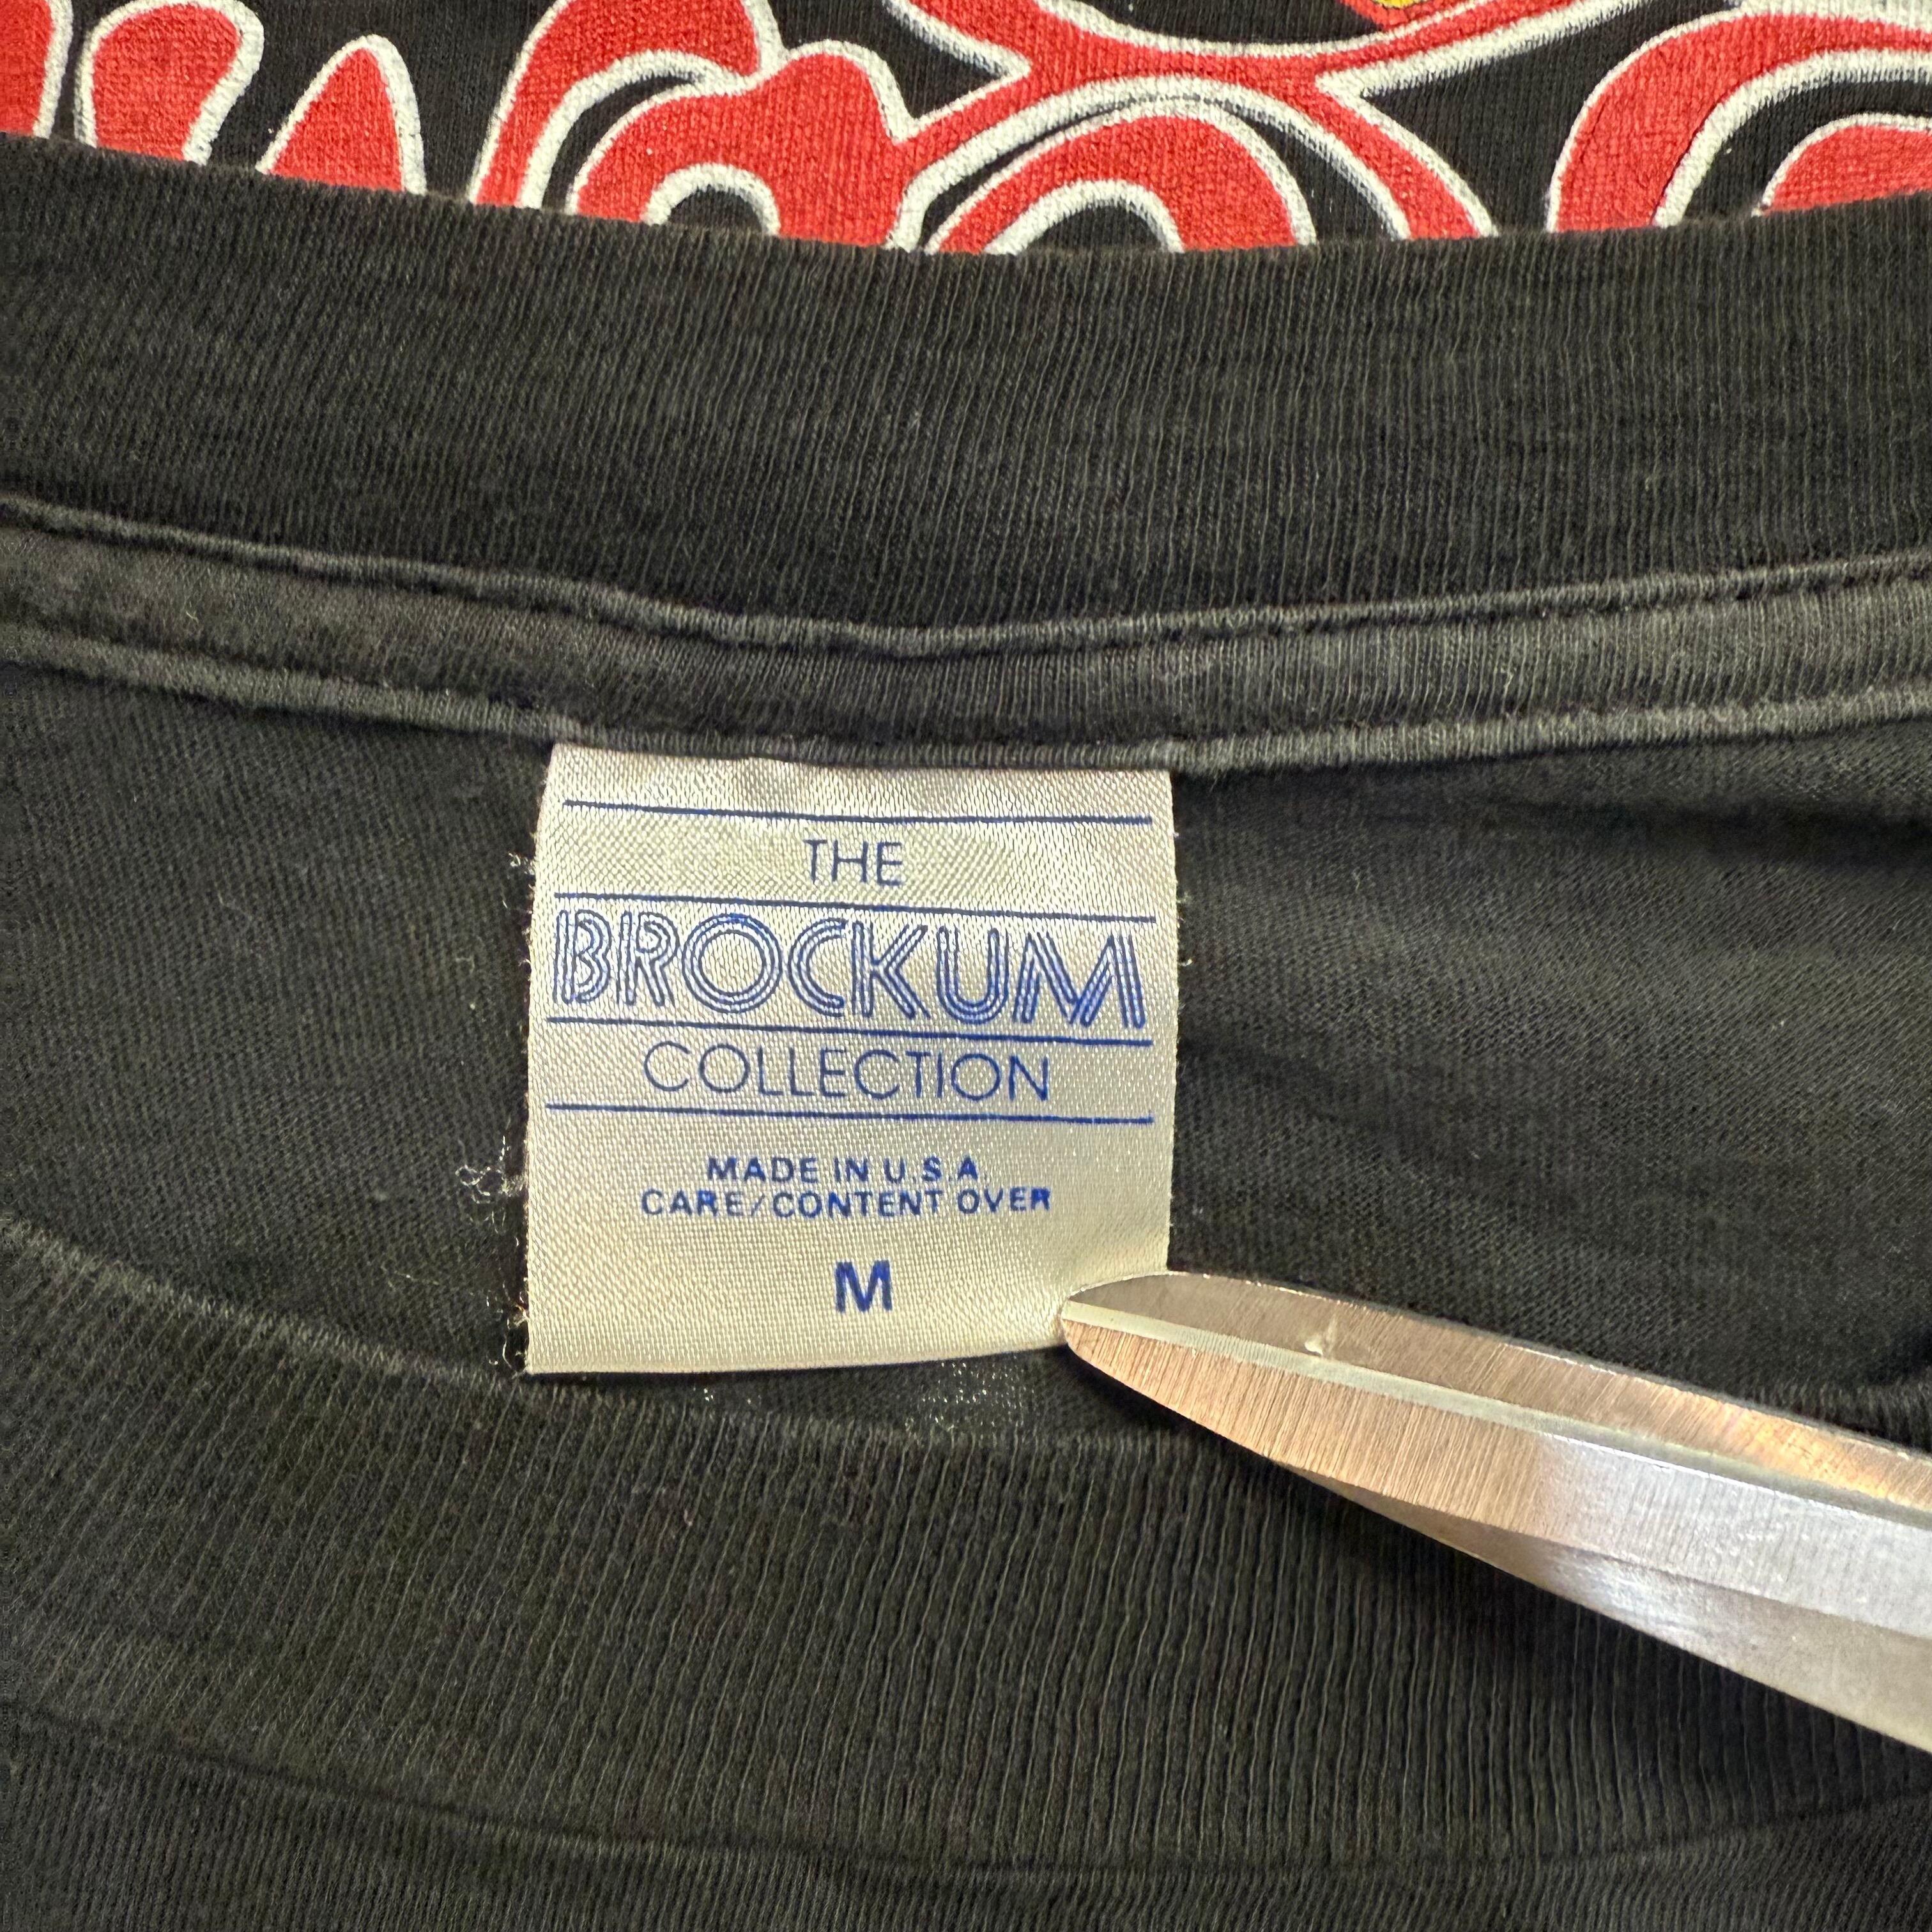 THE
BROCKUM
COLLECTION
MADE IN U.S.A.
CARE/CONTENT OVER
M